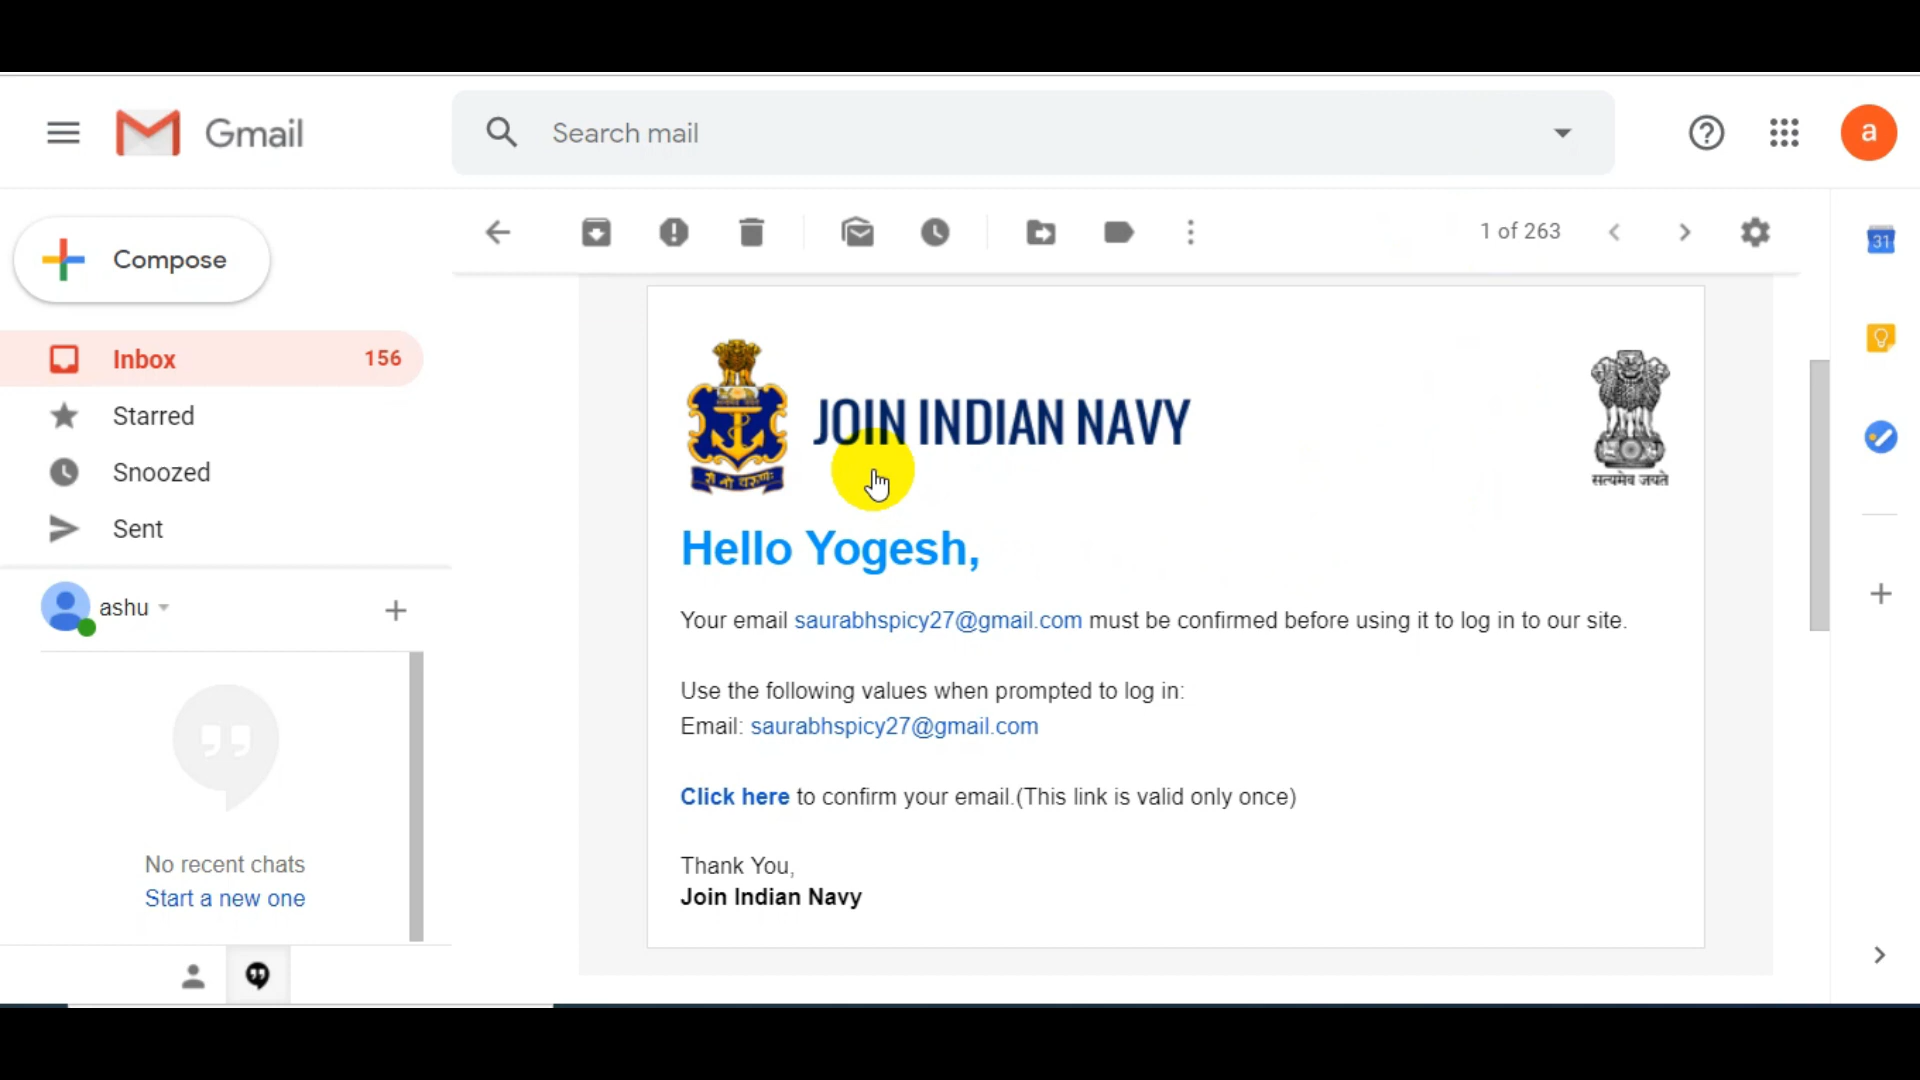 Gmail
Search mail
a
Compose
1 of 263
31
Inbox 156
Starred
Snoozed
Sent
ashu
No recent chats
Start a new one
JOIN INDIAN NAVY
सत्यमेव जयते
Hello Yogesh,
Your email saurabhspicy27@gmail.com must be confirmed before using it to log in to our site.
Use the following values when prompted to log in:
Email: saurabhspicy27@gmail.com
Click here to confirm your email.(This link is valid only once)
Thank You,
Join Indian Navy